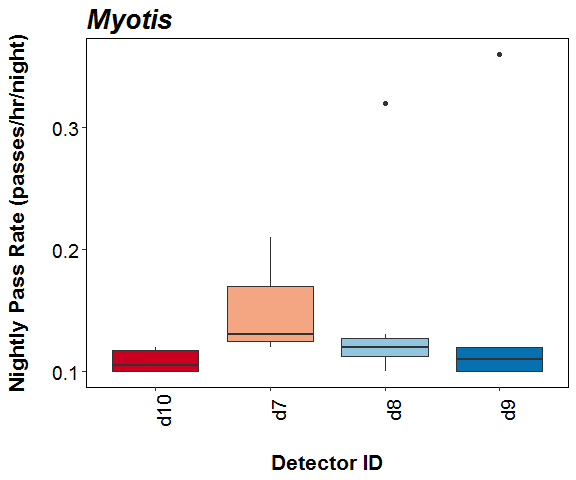 Myotis
Nightly Pass Rate (passes/hr/night)
0.3
0.2
0.1
d10
d7
d8
d9
Detector ID